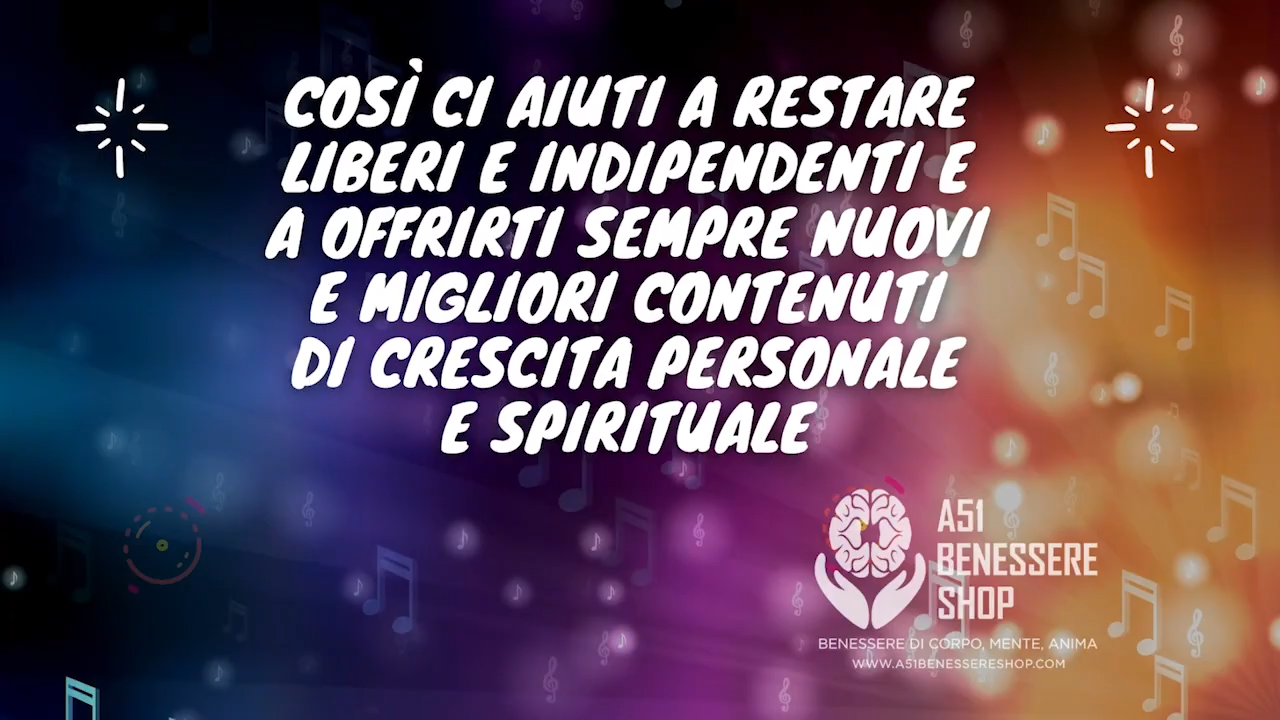 COSÌ CI AIUTI A RESTARE
LIBERI E INDIPENDENTI E
A OFFRIRTI SEMPRE NUOVI
E MIGLIORI CONTENUTI
DI CRESCITA PERSONALE
E SPIRITUALE
A51
BENESSERE
SHOP
BENESSERE DI CORPO, MENTE, ANIMA
WWW.A51BENESSERESHOP.COM